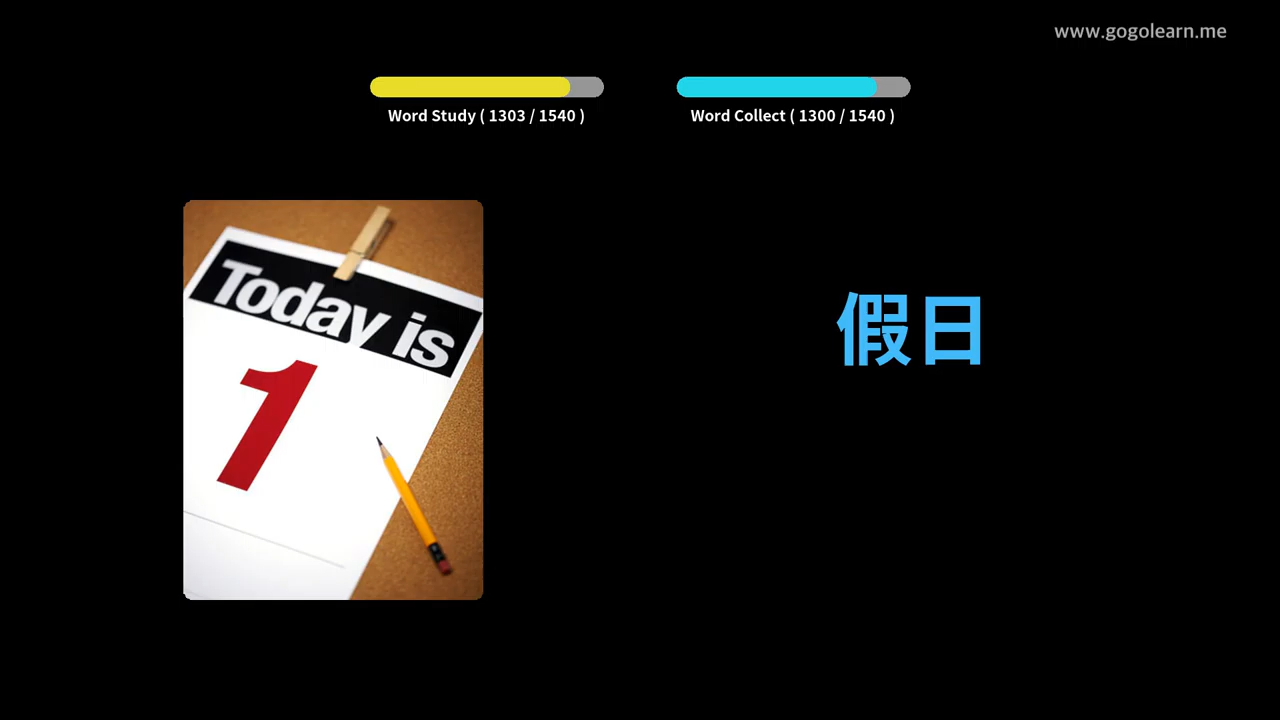 www.gogolearn.me
Word Study ( 1303 / 1540 )
Word Collect ( 1300 / 1540 )
Today is
1
假日